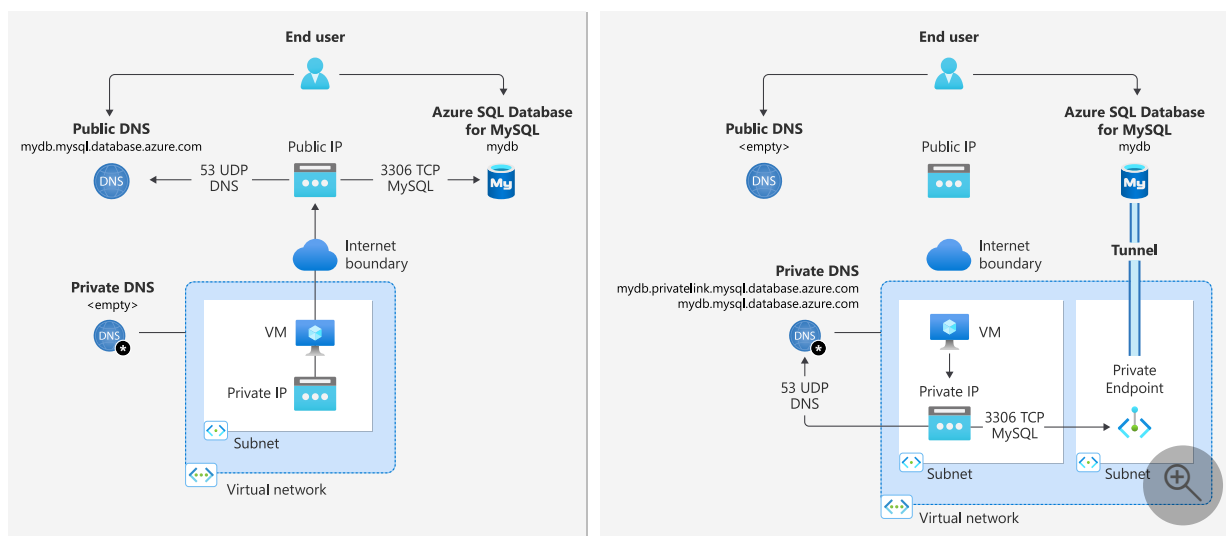 End user
Public DNS
mydb.mysql.database.azure.com
DNS
53 UDP
DNS
Public IP
3306 TCP
MySQL
Azure SQL Database
for MySQL
mydb
My
Internet
boundary
Private DNS
<empty>
DNS
*
VM
Private IP
Subnet
Virtual network
End user
Public DNS
<empty>
DNS
Public IP
Azure SQL Database
for MySQL
mydb
My
Internet
boundary
Tunnel
Private DNS
mydb.privatelink.mysql.database.azure.com
mydb.mysql.database.azure.com
DNS
*
53 UDP
DNS
VM
Private IP
3306 TCP
MySQL
Private
Endpoint
Subnet
Subnet
Virtual network